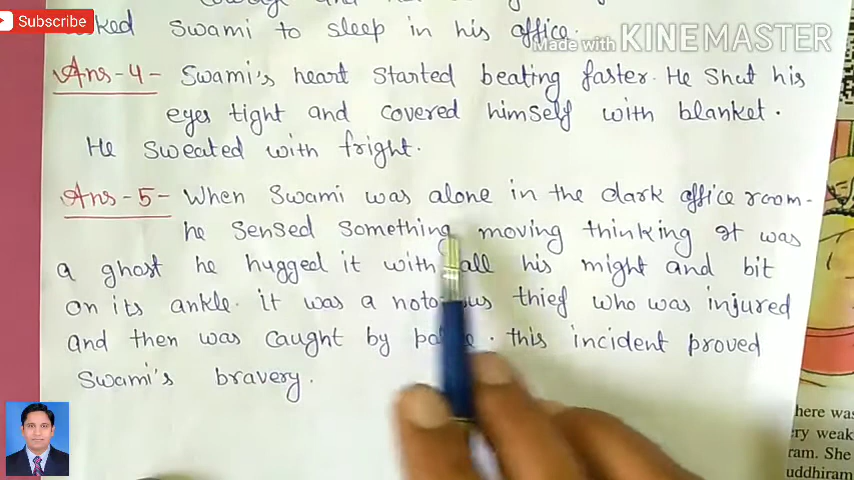 Subscribe
asked Swami to sleep in his office.
Made with KINEMASTER
Ans-4- Swami's heart started beating faster. He shut his
eyes tight and covered himself with blanket.
He sweated with fright.
Ans-5- When Swami was alone in the dark office room-
he sensed something moving thinking It was
a ghost he hugged it with all his might and bit
on its ankle. it was a notorious thief who was injured
and then was caught by police. this incident proved
Swami's bravery.
here was
ry weak
ram. She
uddhiram